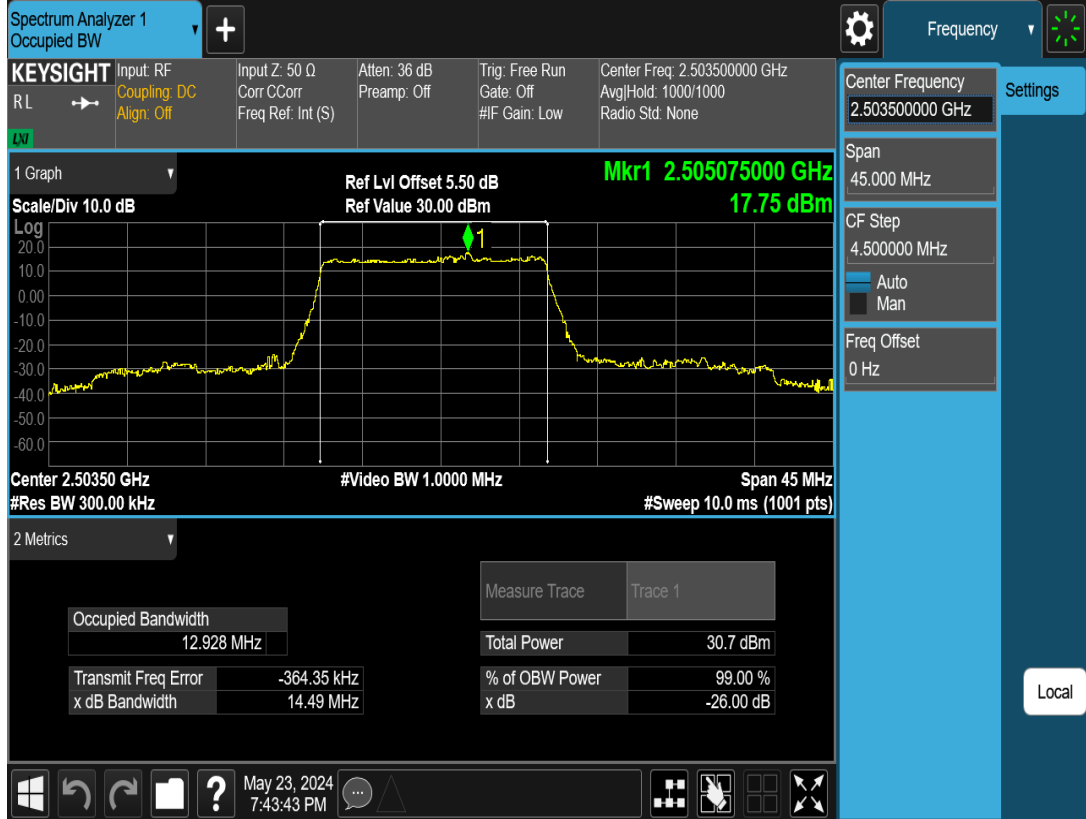 Spectrum Analyzer 1
Occupied BW
+
Frequency
KEYSIGHT
RL
LXI
Input: RF
Coupling: DC
Align: Off
Input Z: 50 Ω
Corr CCorr
Freq Ref: Int (S)
Atten: 36 dB
Preamp: Off
Trig: Free Run
Gate: Off
#IF Gain: Low
Center Freq: 2.503500000 GHz
Avg|Hold: 1000/1000
Radio Std: None
Center Frequency
2.503500000 GHz
Settings
Span
45.000 MHz
CF Step
4.500000 MHz
Auto
Man
Freq Offset
0 Hz
Local
1 Graph
Scale/Div 10.0 dB
Ref Lvl Offset 5.50 dB
Ref Value 30.00 dBm
Mkr1 2.505075000 GHz
17.75 dBm
Log
1
20.0
10.0
0.00
-10.0
-20.0
-30.0
-40.0
-50.0
-60.0
Center 2.50350 GHz
#Video BW 1.0000 MHz
Span 45 MHz
#Res BW 300.00 kHz
#Sweep 10.0 ms (1001 pts)
2 Metrics
Measure Trace
Trace 1
Occupied Bandwidth
12.928 MHz
Total Power
30.7 dBm
Transmit Freq Error
-364.35 kHz
% of OBW Power
99.00 %
x dB Bandwidth
14.49 MHz
x dB
-26.00 dB
?
May 23, 2024
7:43:43 PM